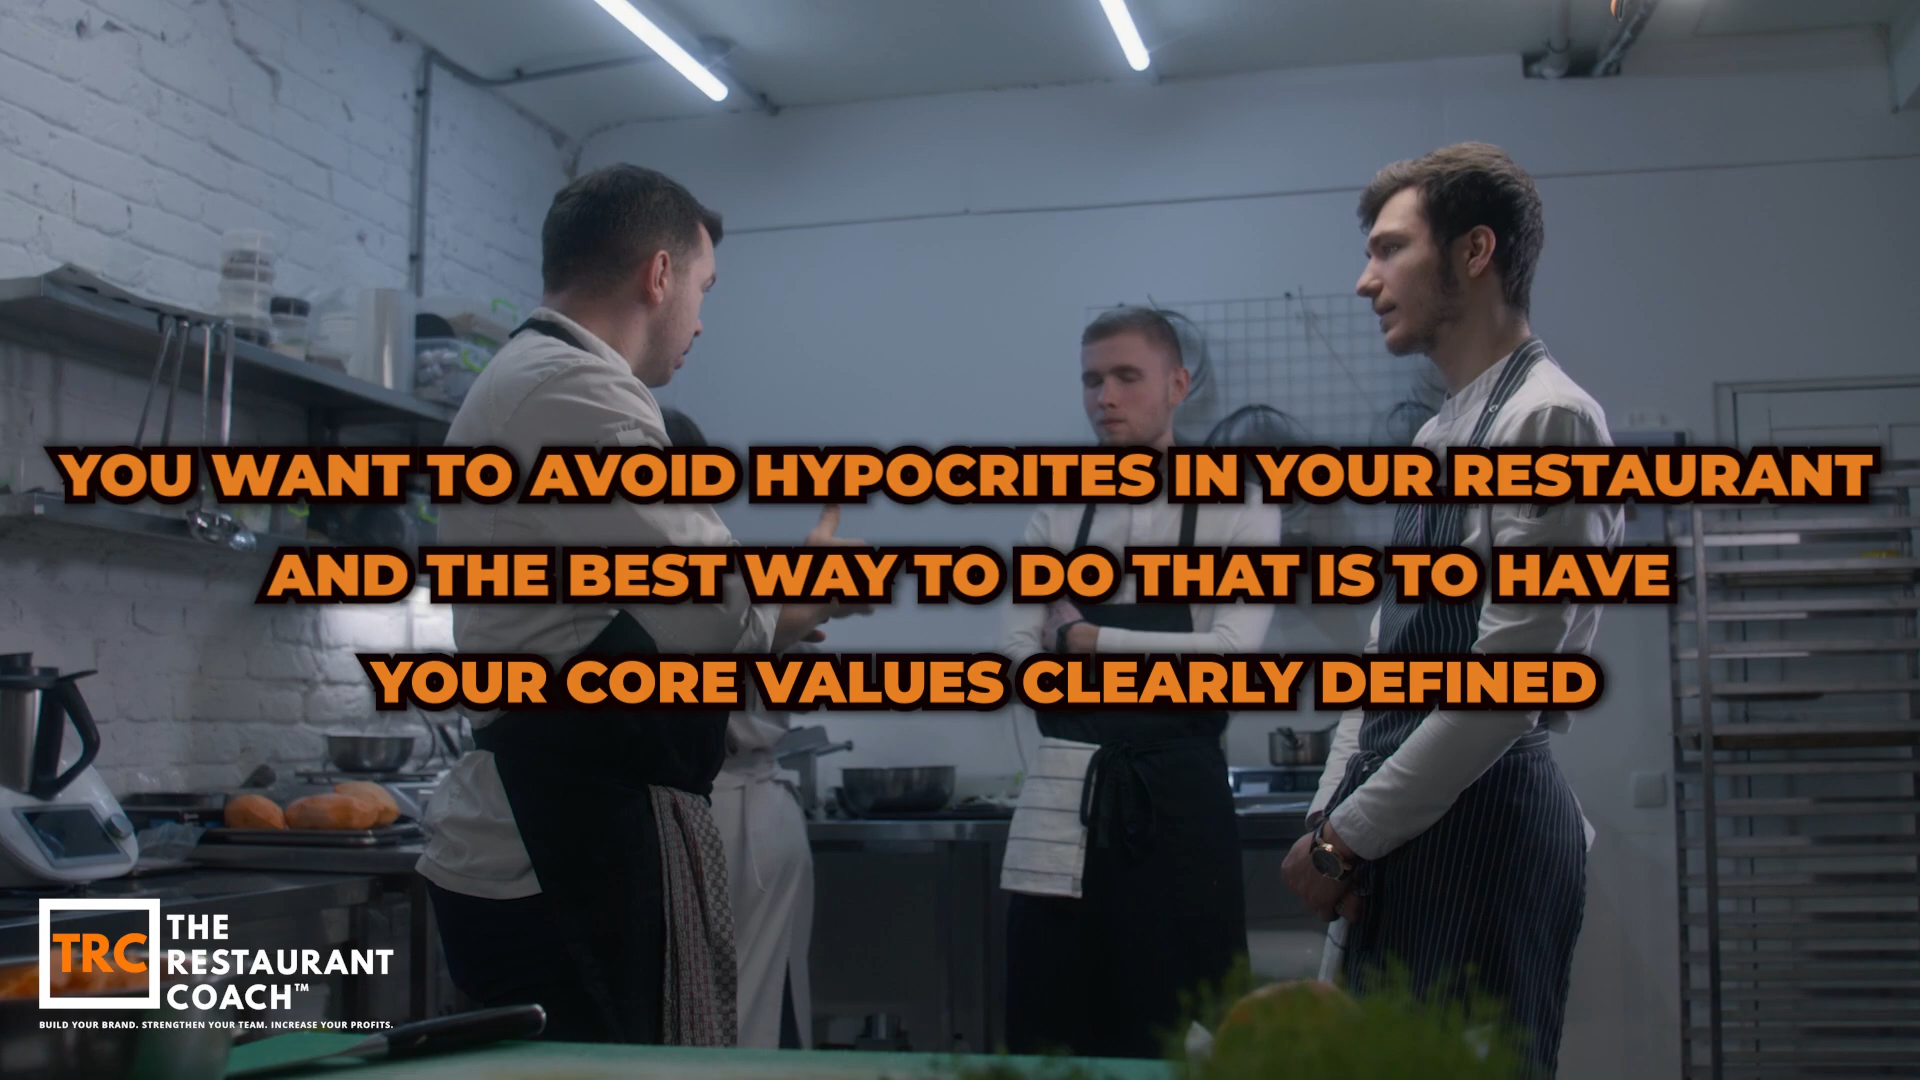 YOU WANT TO AVOID HYPOCRITES IN YOUR RESTAURANT
AND THE BEST WAY TO DO THAT IS TO HAVE
YOUR CORE VALUES CLEARLY DEFINED
TRC
THE
RESTAURANT
COACH™
BUILD YOUR BRAND. STRENGTHEN YOUR TEAM. INCREASE YOUR PROFITS.